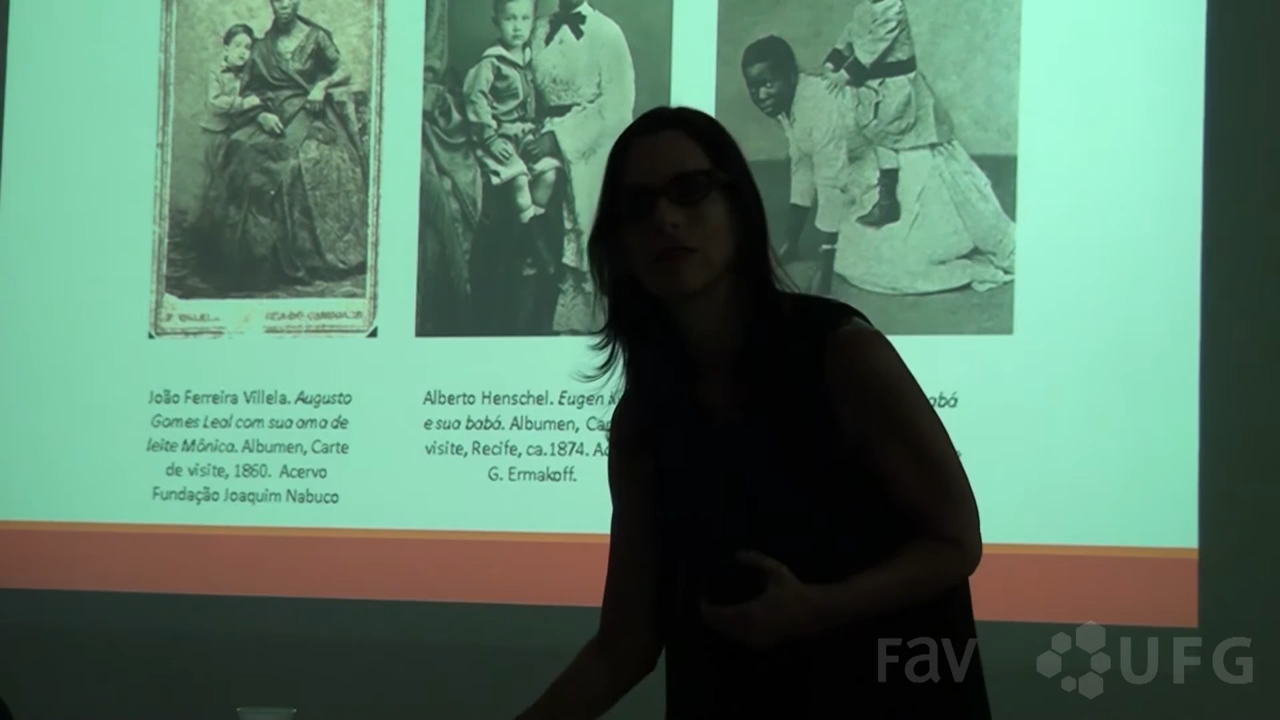 João Ferreira Villela. Augusto
Gomes Leal com sua ama de
leite Mônica. Albumen, Carte
de visite, 1860. Acervo
Fundação Joaquim Nabuco
Alberto Henschel. Eugen
e sua babá. Albumen,
visite, Recife, ca.1874.
G. Ermakoff.
FAV
UFG